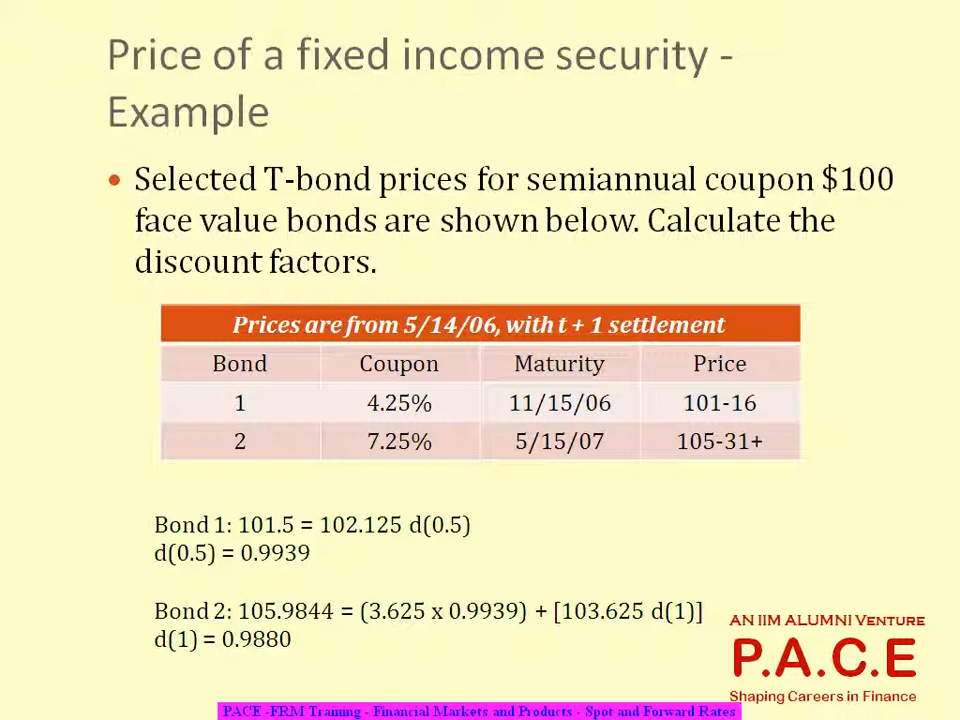 Price of a fixed income security -
Example
• Selected T-bond prices for semiannual coupon $100
face value bonds are shown below. Calculate the
discount factors.
Prices are from 5/14/06, with t + 1 settlement
Bond Coupon Maturity Price
1 4.25% 11/15/06 101-16
2 7.25% 5/15/07 105-31+
Bond 1: 101.5 = 102.125 d(0.5)
d(0.5) = 0.9939
Bond 2: 105.9844 = (3.625 x 0.9939) + [103.625 d(1)]
d(1) = 0.9880
AN IIM ALUMNI VENTURE
P.A.C.E
Shaping Careers in Finance
PACE -FRM Training - Financial Markets and Products - Spot and Forward Rates